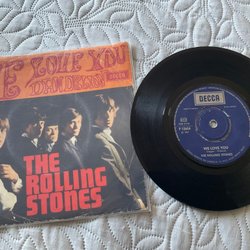 WE LOVE YOU
DANDELION
DECCA
THE
ROLLING
STONES
DECCA
WE LOVE YOU
THE ROLLING STONES